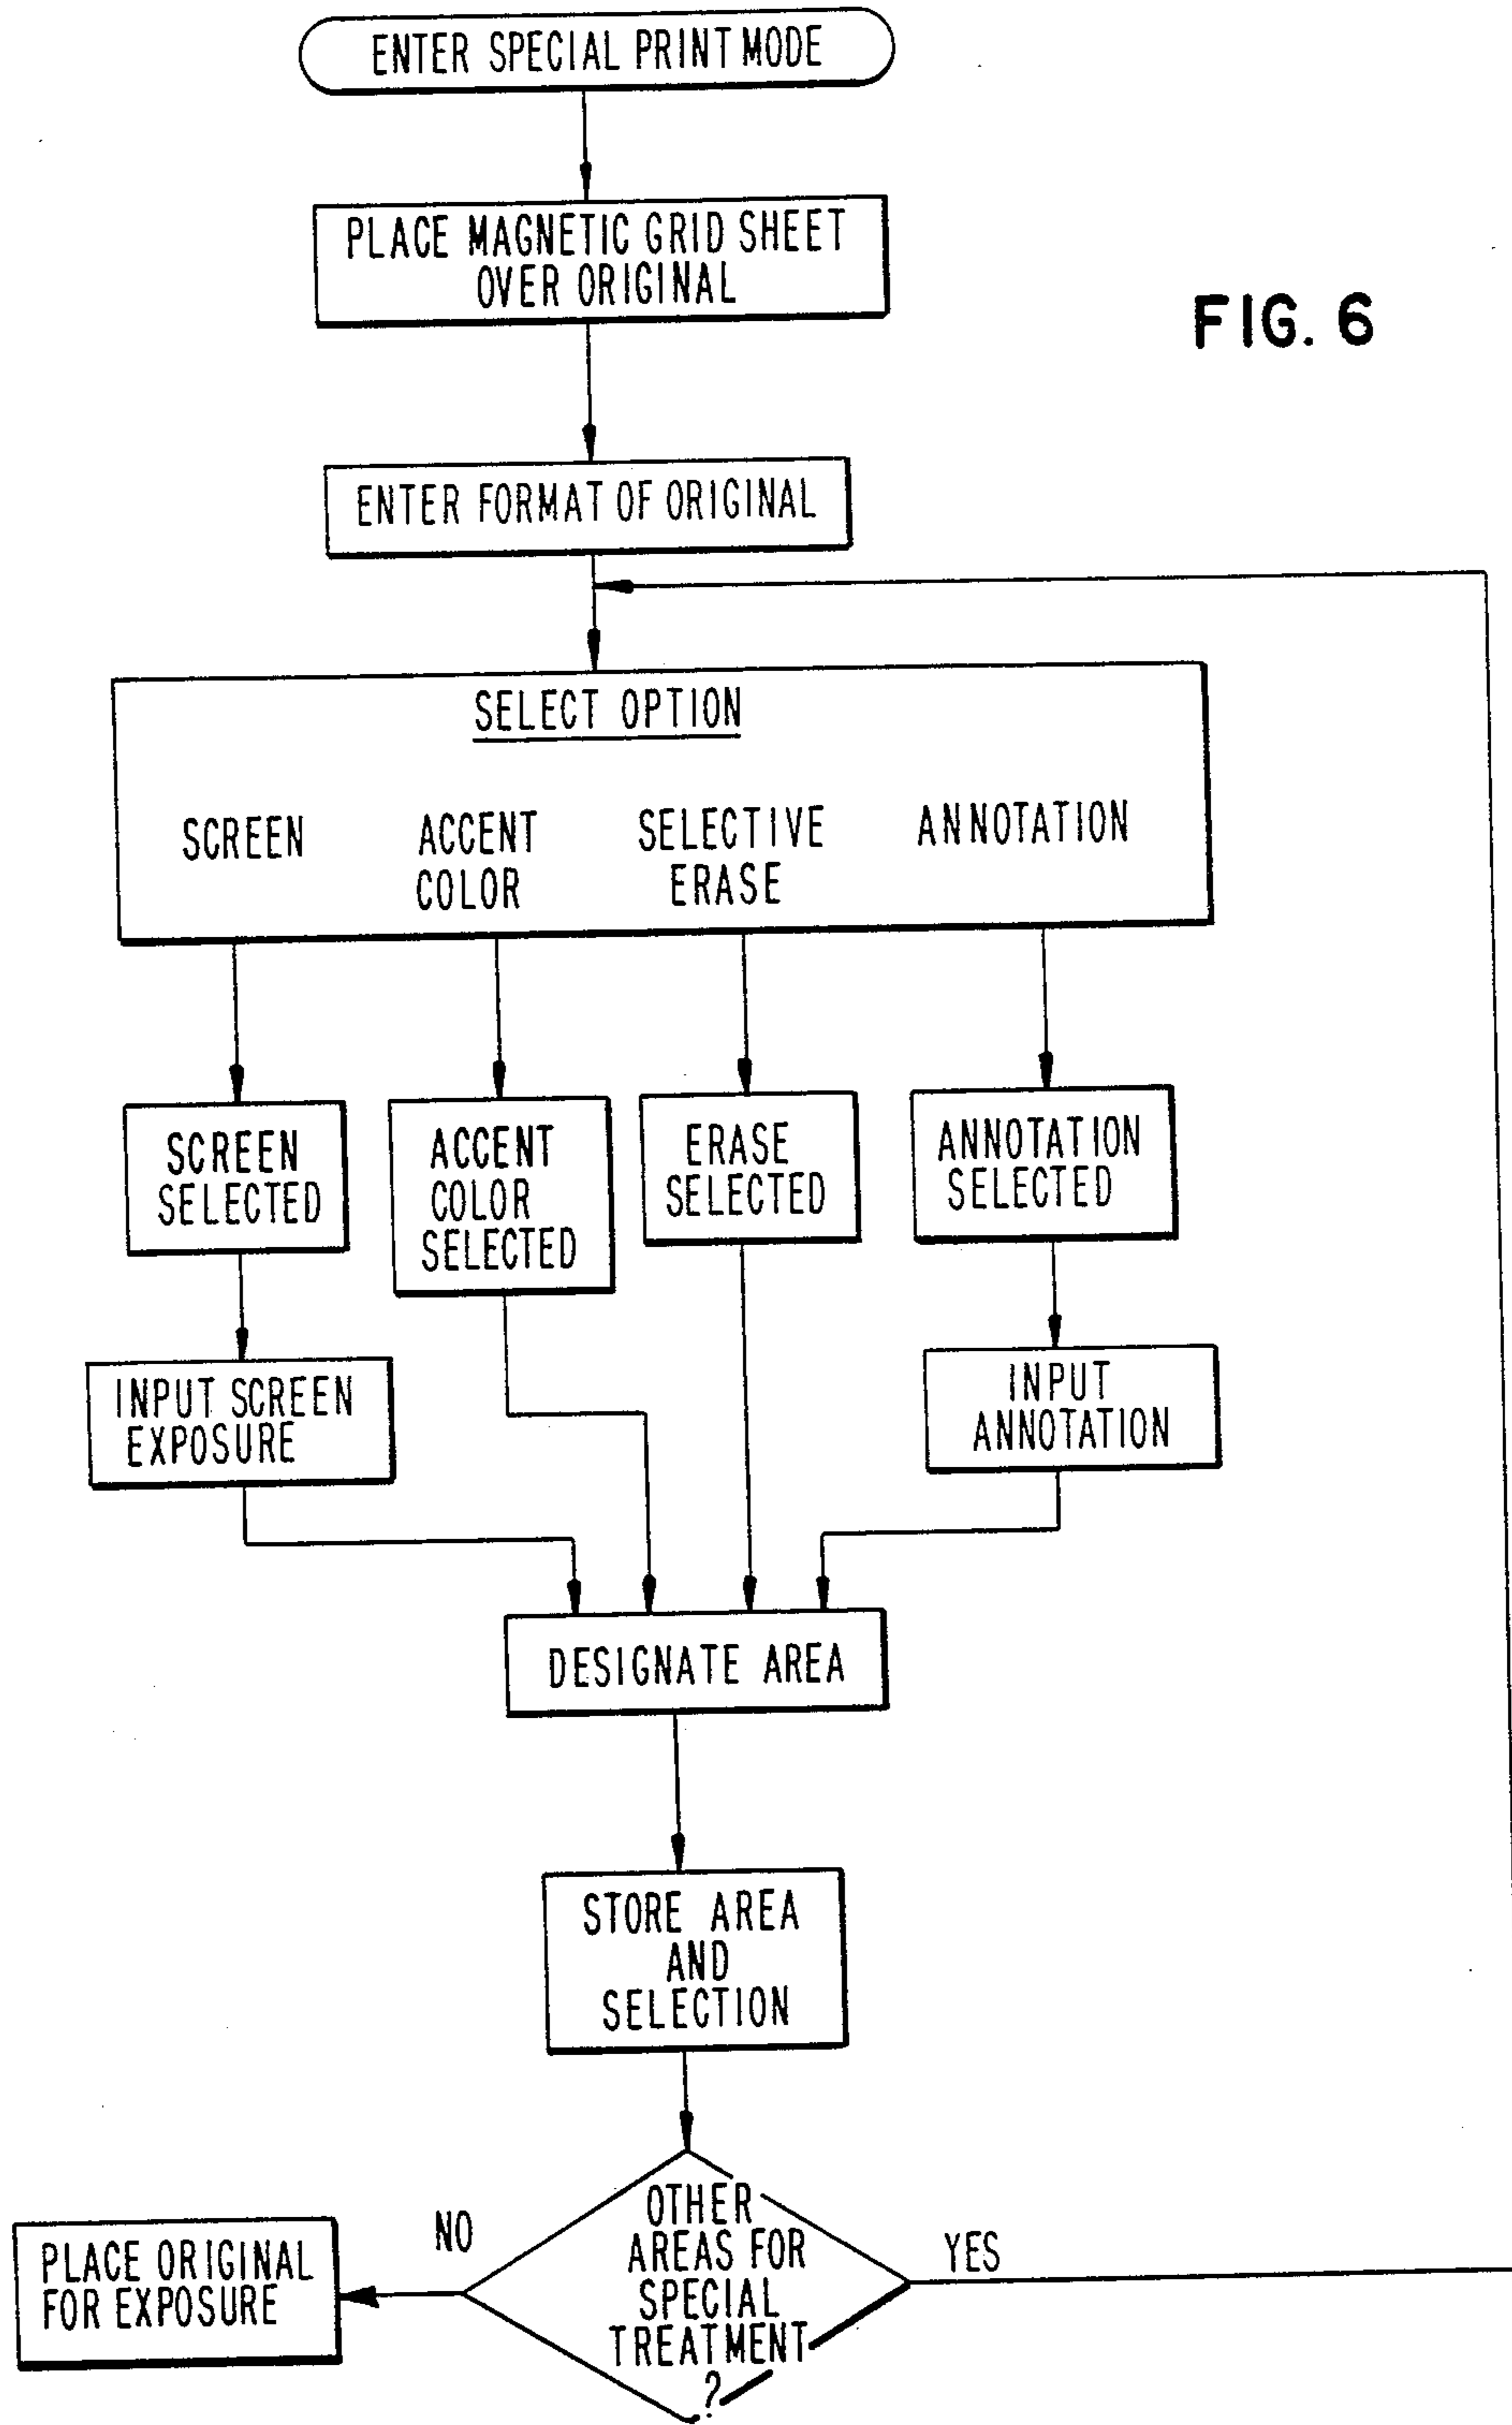 ENTER SPECIAL PRINT MODE
PLACE MAGNETIC GRID SHEET
OVER ORIGINAL
FIG. 6
ENTER FORMAT OF ORIGINAL
SELECT OPTION
SCREEN
ACCENT
COLOR
SELECTIVE
ERASE
ANNOTATION
SCREEN
SELECTED
ACCENT
COLOR
SELECTED
ERASE
SELECTED
ANNOTATION
SELECTED
INPUT SCREEN
EXPOSURE
INPUT
ANNOTATION
DESIGNATE AREA
STORE AREA
AND
SELECTION
OTHER
AREAS FOR
SPECIAL
TREATMENT
?
NO
YES
PLACE ORIGINAL
FOR EXPOSURE